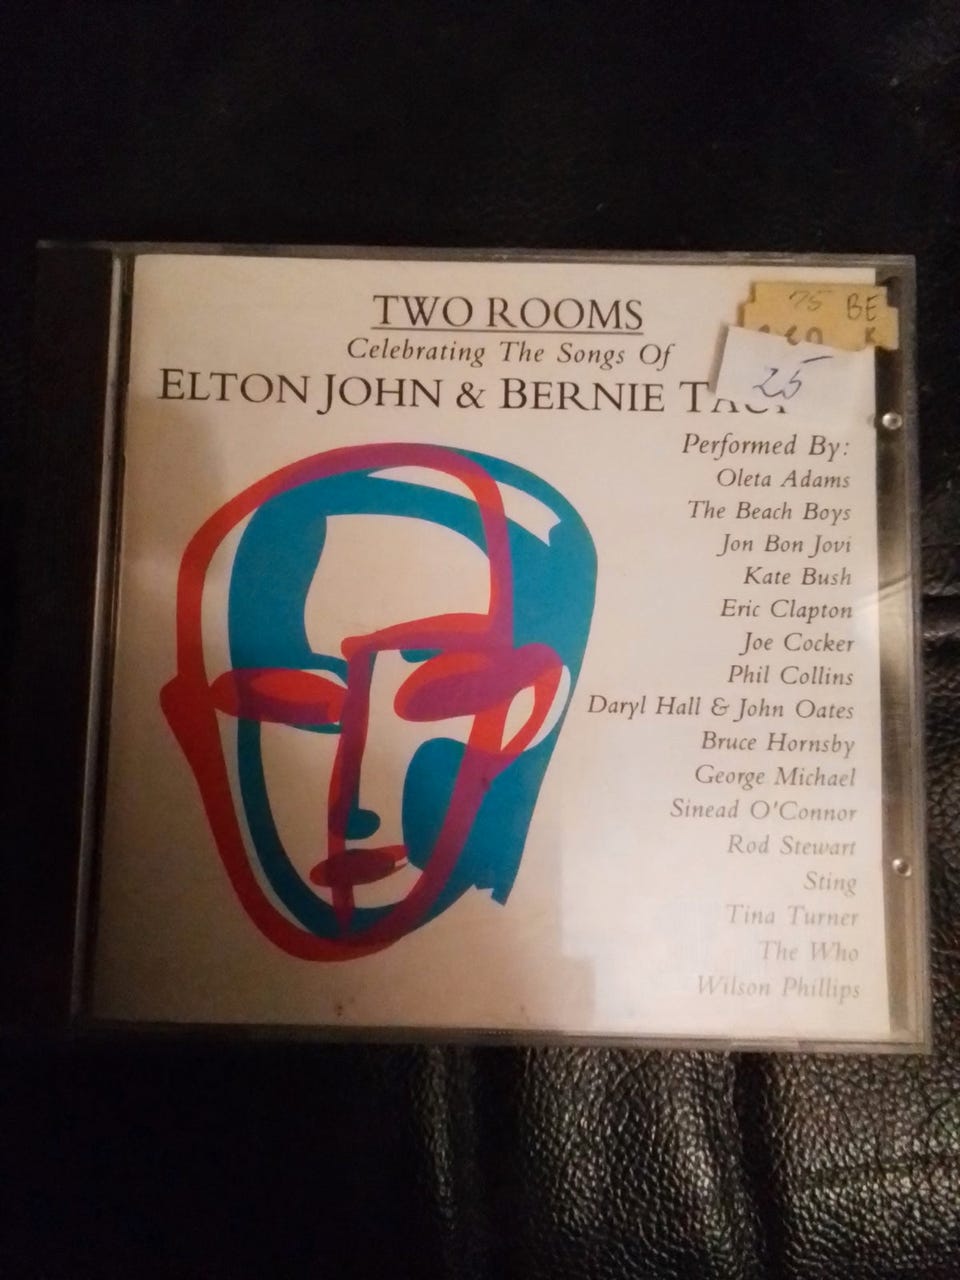 TWO ROOMS
Celebrating The Songs Of
ELTON JOHN & BERNIE
75 BE
25
Performed By:
Oleta Adams
The Beach Boys
Jon Bon Jovi
Kate Bush
Eric Clapton
Joe Cocker
Phil Collins
Daryl Hall & John Oates
Bruce Hornsby
George Michael
Sinead O'Connor
Rod Stewart
Sting
Tina Turner
The Who
Wilson Phillips